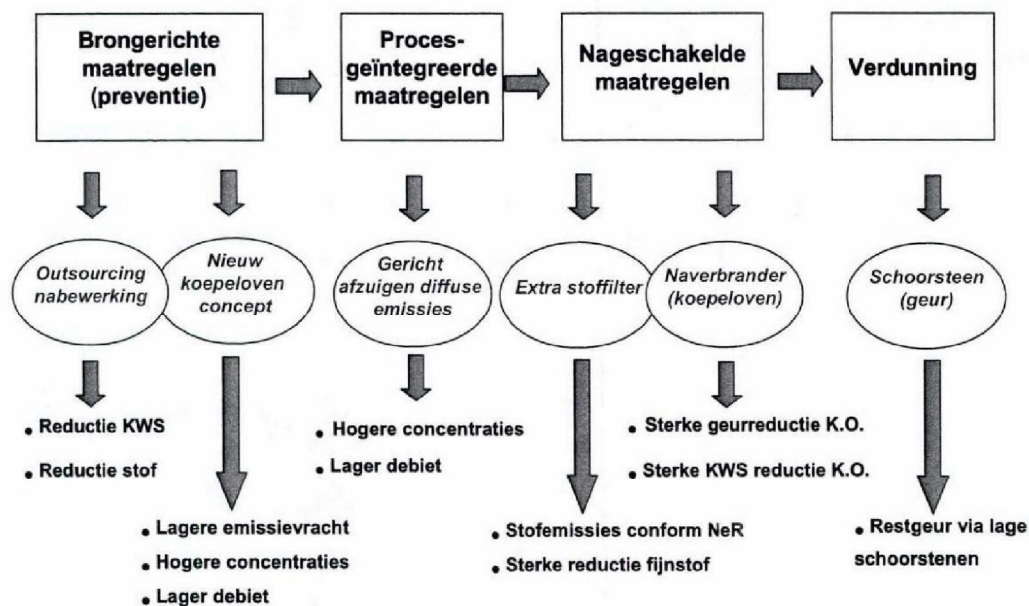 Brongerichte
maatregelen
(preventie)
Proces-
geïntegreerde
maatregelen
Nageschakelde
maatregelen
Verdunning
Outsourcing
nabewerking
Nieuw
koepeloven
concept
Gericht
afzuigen diffuse
emissies
Extra stoffilter
Naverbrander
(koepeloven)
Schoorsteen
(geur)
• Reductie KWS
• Reductie stof
• Lagere emissievracht
• Hogere concentraties
• Lager debiet
• Hogere concentraties
• Lager debiet
• Stofemissies conform NeR
• Sterke reductie fijnstof
• Sterke geurreductie K.O.
• Sterke KWS reductie K.O.
• Restgeur via lage
schoorstenen